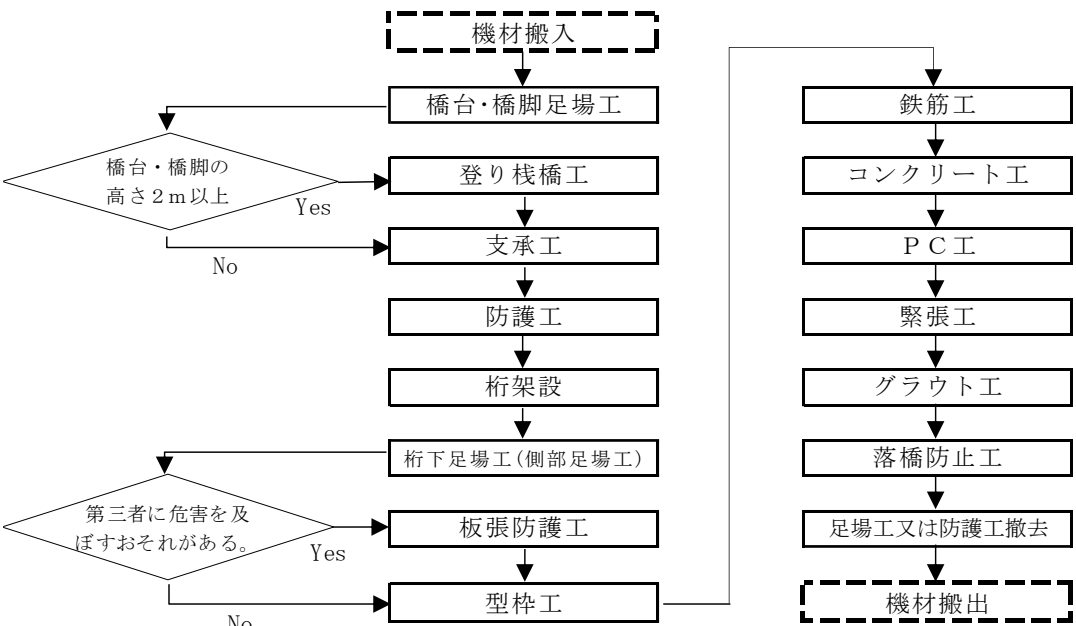 機材搬入
橋台・橋脚足場工
橋台・橋脚の
高さ２ｍ以上
Yes
No
登り桟橋工
支承工
防護工
桁架設
桁下足場工(側部足場工)
第三者に危害を及
ぼすおそれがある。
Yes
No
板張防護工
型枠工
鉄筋工
コンクリート工
ＰＣ工
緊張工
グラウト工
落橋防止工
足場工又は防護工撤去
機材搬出